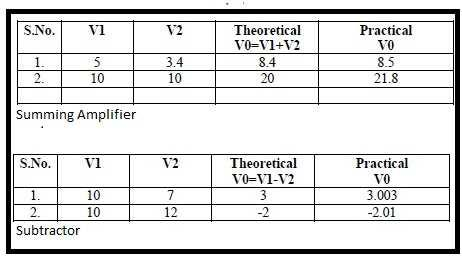 S.No. V1 V2 Theoretical Practical
V0=V1+V2 V0
1. 5 3.4 8.4 8.5
2. 10 10 20 21.8
Summing Amplifier
S.No. V1 V2 Theoretical Practical
V0=V1-V2 V0
1. 10 7 3 3.003
2. 10 12 -2 -2.01
Subtractor